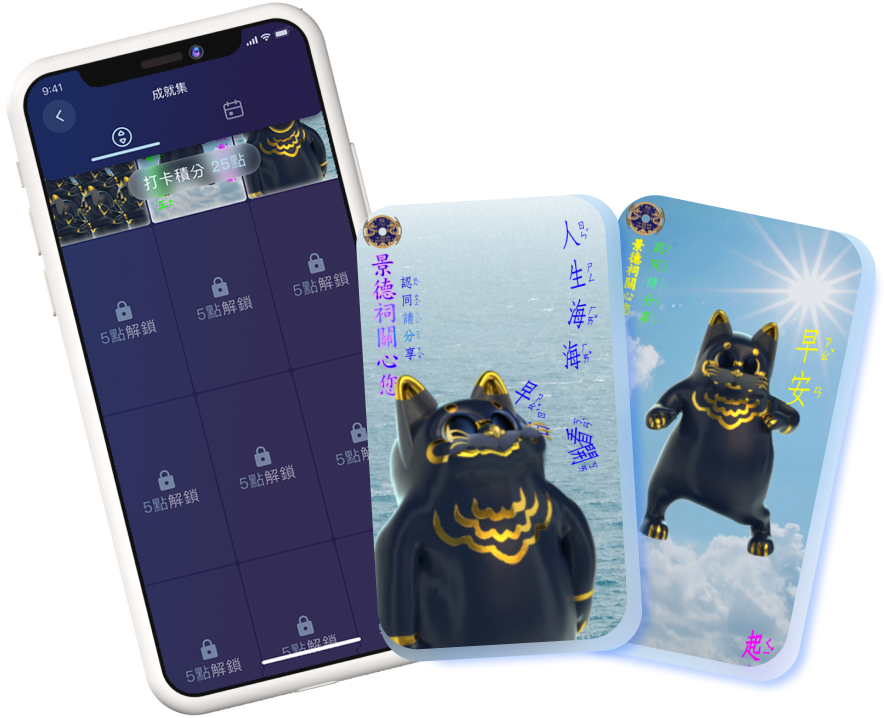 9:41
成就集
打卡積分 25點
5點解鎖
5點解鎖
5點解鎖
5點解鎖
5點解鎖
5點解
5點解鎖
5點解鎖
景德祠關心您
認同請分享
人生海海
早
看開
景德祠關心您
認同請分享
早安
起